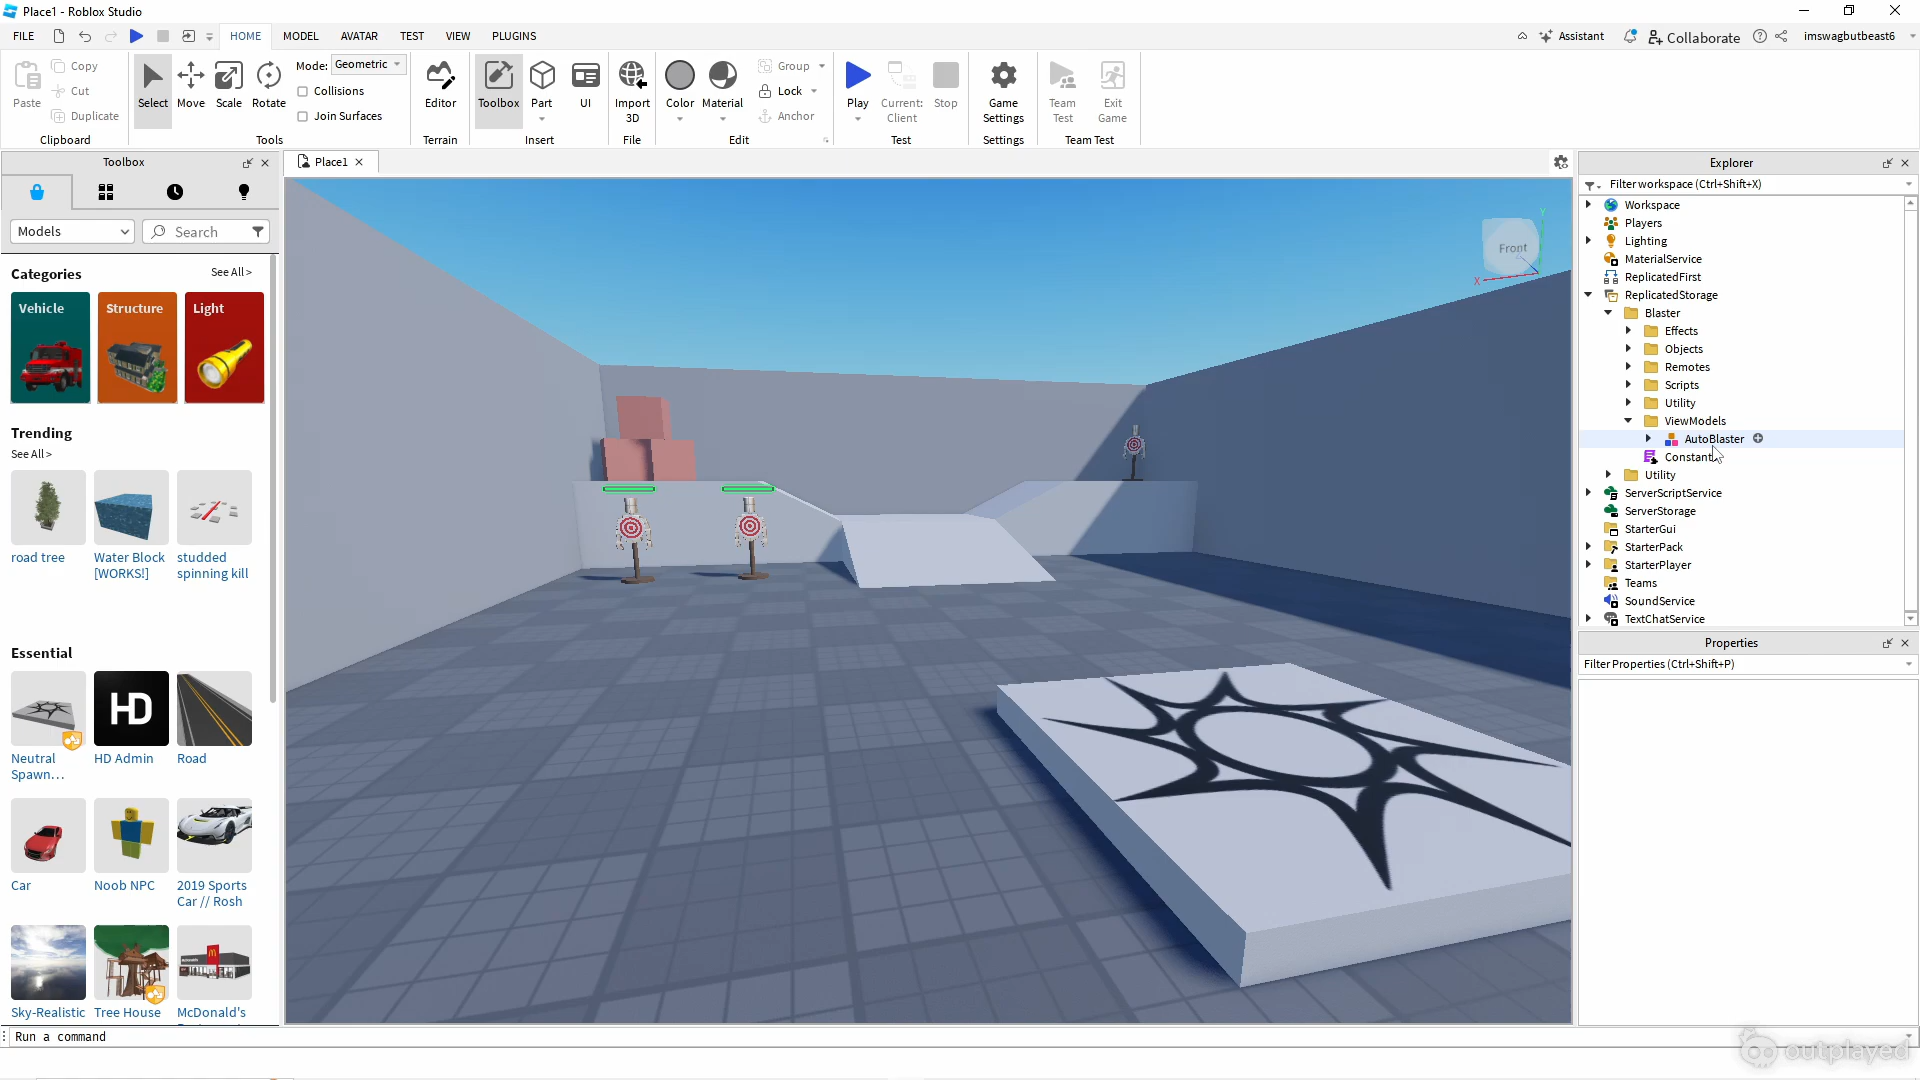 Place1 - Roblox Studio
FILE
HOME
MODEL
AVATAR
TEST
VIEW
PLUGINS
Assistant
Collaborate
imswagbutbeast6
Paste
Copy
Cut
Duplicate
Clipboard
Select
Move
Scale
Rotate
Mode: Geometric
Collisions
Join Surfaces
Tools
Editor
Terrain
Toolbox
Part
UI
Insert
Import
3D
File
Color
Material
Group
Lock
Anchor
Edit
Play
Current:
Client
Stop
Test
Game
Settings
Settings
Team
Test
Exit
Game
Team Test
Toolbox
Models
Search
Categories
See All >
Vehicle
Structure
Light
Trending
See All >
road tree
Water Block
[WORKS!]
studded
spinning kill
Essential
HD
Neutral
Spawn...
HD Admin
Road
Car
Noob NPC
2019 Sports
Car // Rosh
Sky-Realistic
Tree House
McDonald's
Place1
Front
Y
X
Explorer
Filter workspace (Ctrl+Shift+X)
Workspace
Players
Lighting
MaterialService
ReplicatedFirst
ReplicatedStorage
Blaster
Effects
Objects
Remotes
Scripts
Utility
ViewModels
AutoBlaster
Constant
Utility
ServerScriptService
ServerStorage
StarterGui
StarterPack
StarterPlayer
Teams
SoundService
TextChatService
Properties
Filter Properties (Ctrl+Shift+P)
Run a command
outplayed